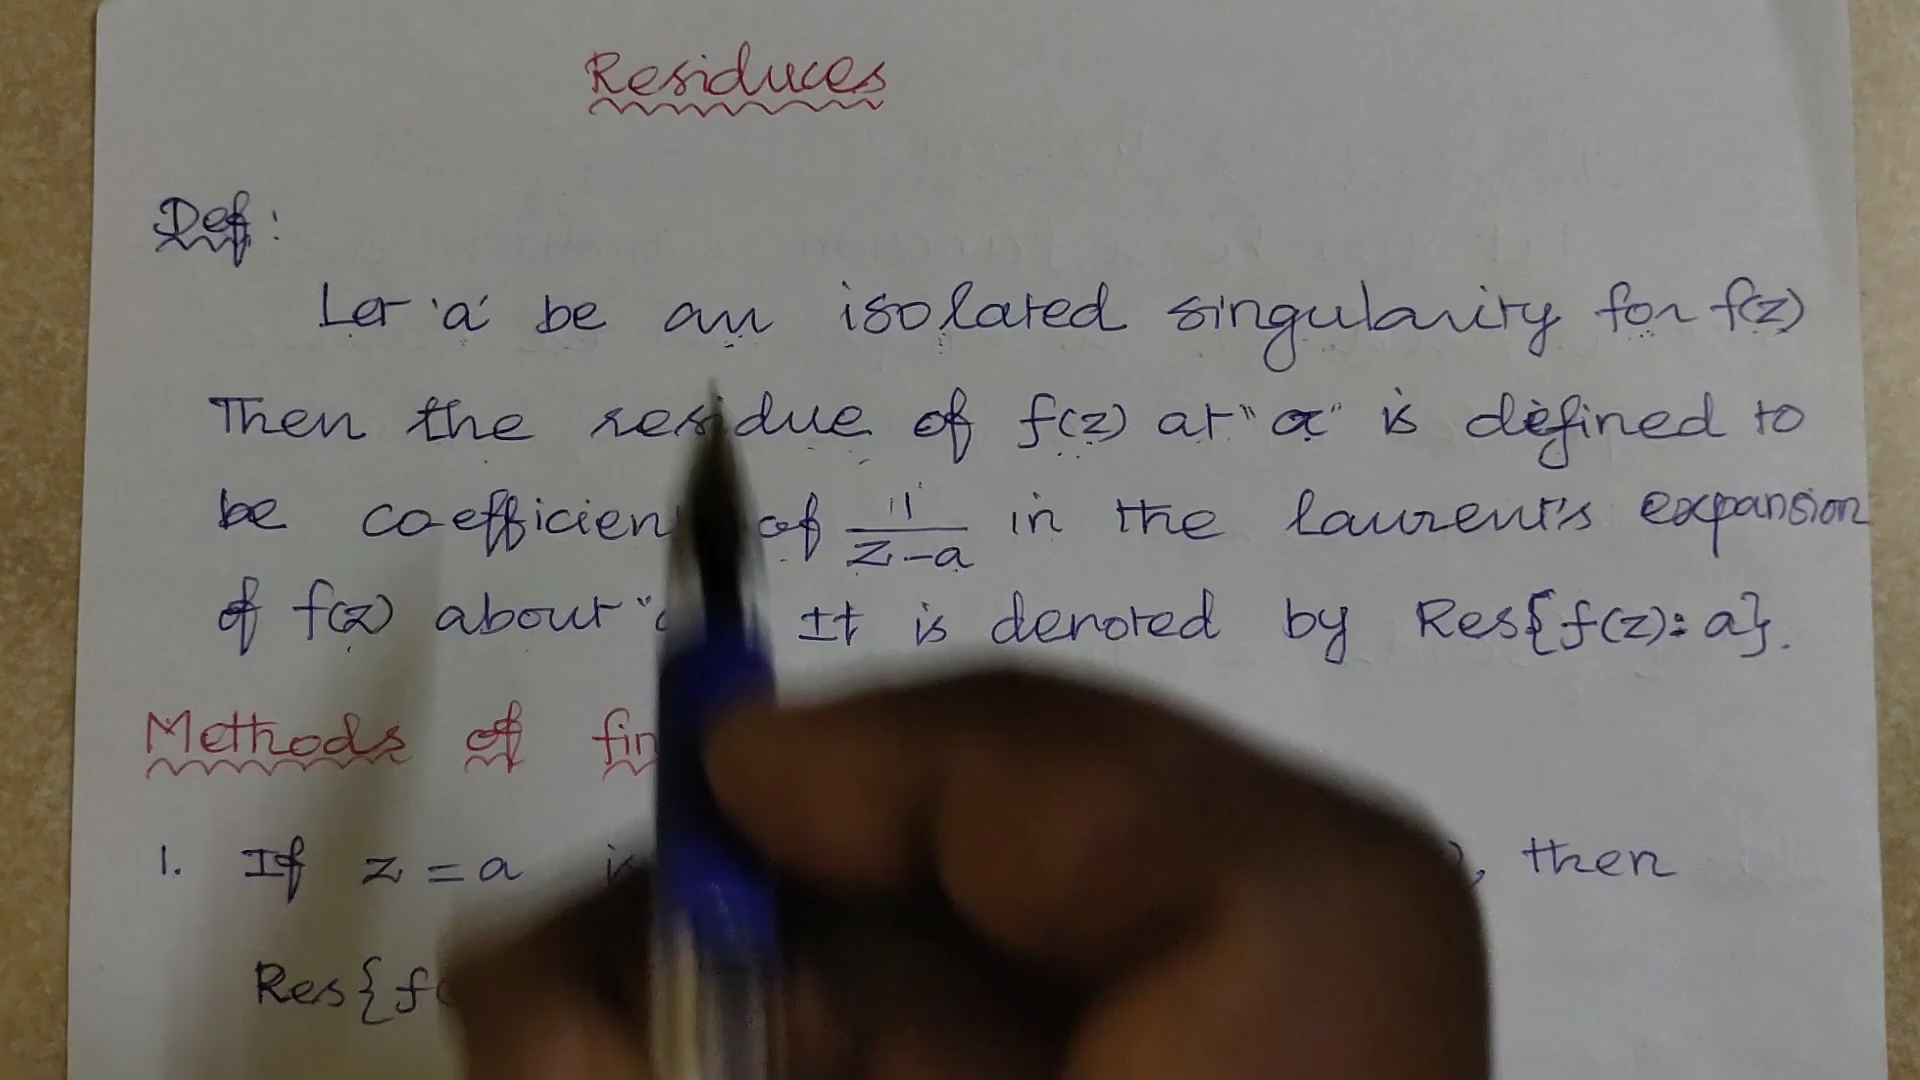 Residuces
Def:
Let 'a' be an isolated singularity for f(z)
Then the residue of f(z) at "a" is defined to
be coefficien of 1/(z-a) in the laurent's expansion
of f(z) about " It is denoted by Res{f(z): a}.
Methods of fin
1. If z = a , then
Res{f(